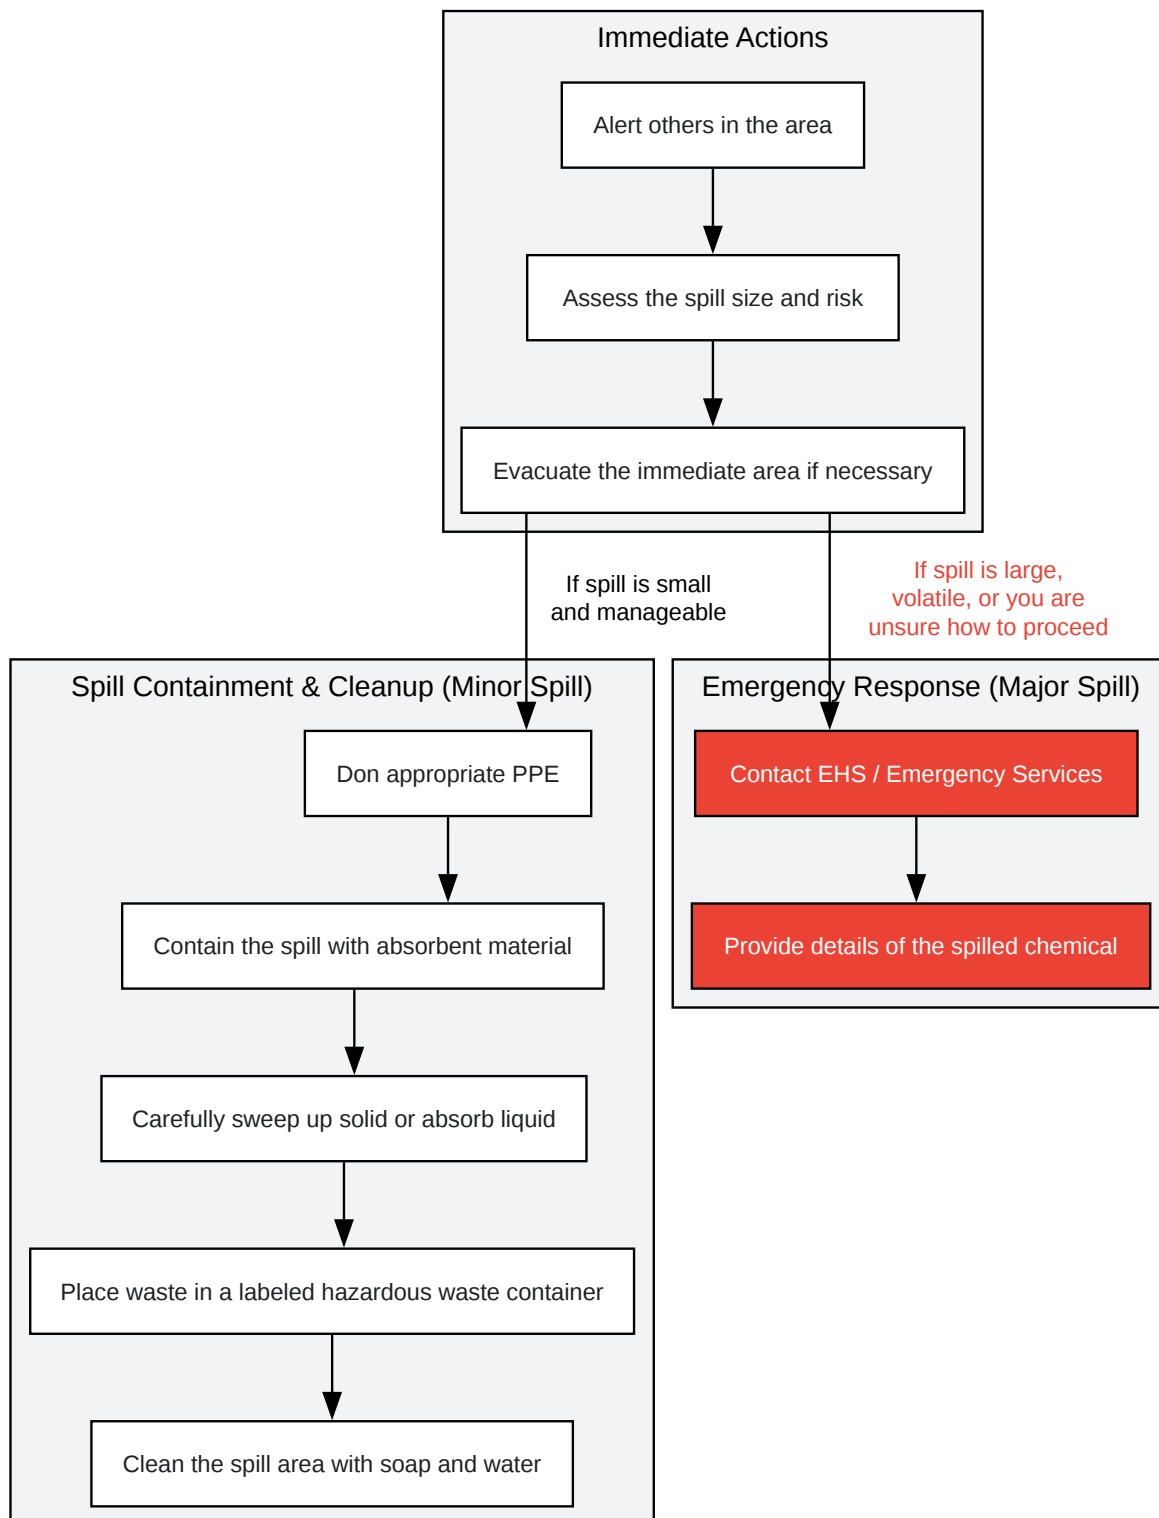 Immediate Actions
Alert others in the area
Assess the spill size and risk
Evacuate the immediate area if necessary
If spill is small
and manageable
If spill is large,
volatile, or you are
unsure how to proceed
Spill Containment & Cleanup (Minor Spill)
Don appropriate PPE
Contain the spill with absorbent material
Carefully sweep up solid or absorb liquid
Place waste in a labeled hazardous waste container
Clean the spill area with soap and water
Emergency Response (Major Spill)
Contact EHS / Emergency Services
Provide details of the spilled chemical